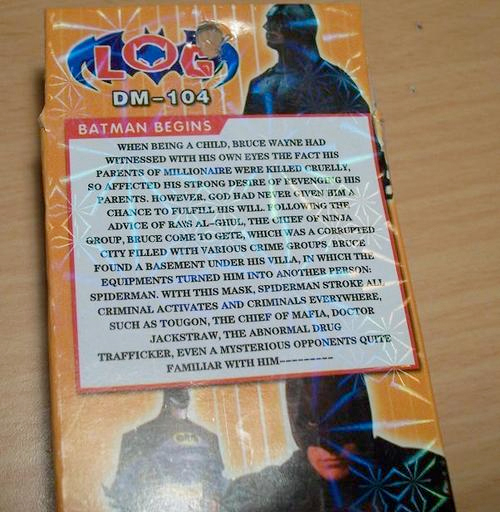 LOG
DM-104
BATMAN BEGINS
WHEN BEING A CHILD, BRUCE WAYNE HAD
WITNESSED WITH HIS OWN EYES THE FACT HIS
PARENTS OF MILLIONAIRE WERE KILLED CRUELLY,
SO AFFECTED HIS STRONG DESIRE OF REVENGING HIS
PARENTS. HOWEVER, GOD HAD NEVER GIVEN HIM A
CHANCE TO FULFILL HIS WILL. FOLLOWING THE
ADVICE OF RA'S AL-GHUL, THE CHIEF OF NINJA
GROUP, BRUCE COME TO GETE, WHICH WAS A CORRUPTED
CITY FILLED WITH VARIOUS CRIME GROUPS. BRUCE
FOUND A BASEMENT UNDER HIS VILLA, IN WHICH THE
EQUIPMENTS TURNED HIM INTO ANOTHER PERSON:
SPIDERMAN. WITH THIS MASK, SPIDERMAN STROKE ALL
CRIMINAL ACTIVATES AND CRIMINALS EVERYWHERE,
SUCH AS TOUGON, THE CHIEF OF MAFIA, DOCTOR
JACKSTRAW, THE ABNORMAL DRUG
TRAFFICKER, EVEN A MYSTERIOUS OPPONENTS QUITE
FAMILIAR WITH HIM----------